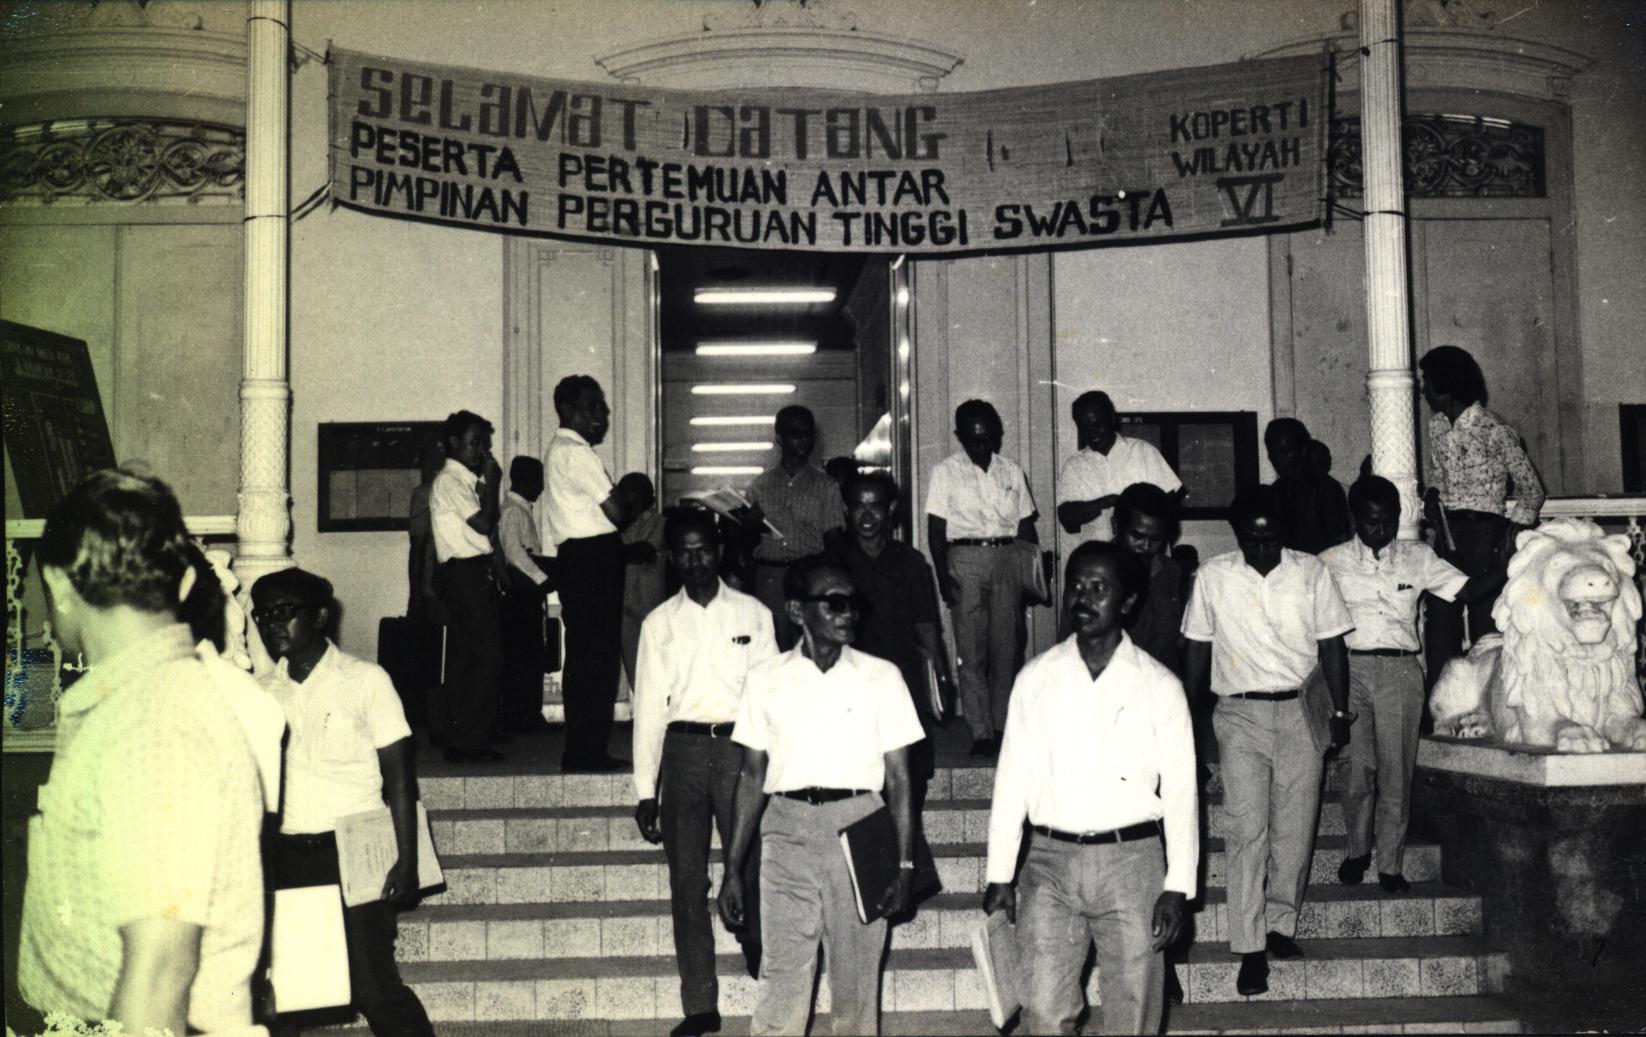 SELAMAT DATANG
PESERTA PERTEMUAN ANTAR
PIMPINAN PERGURUAN TINGGI SWASTA
KOPERTI
WILAYAH
VI